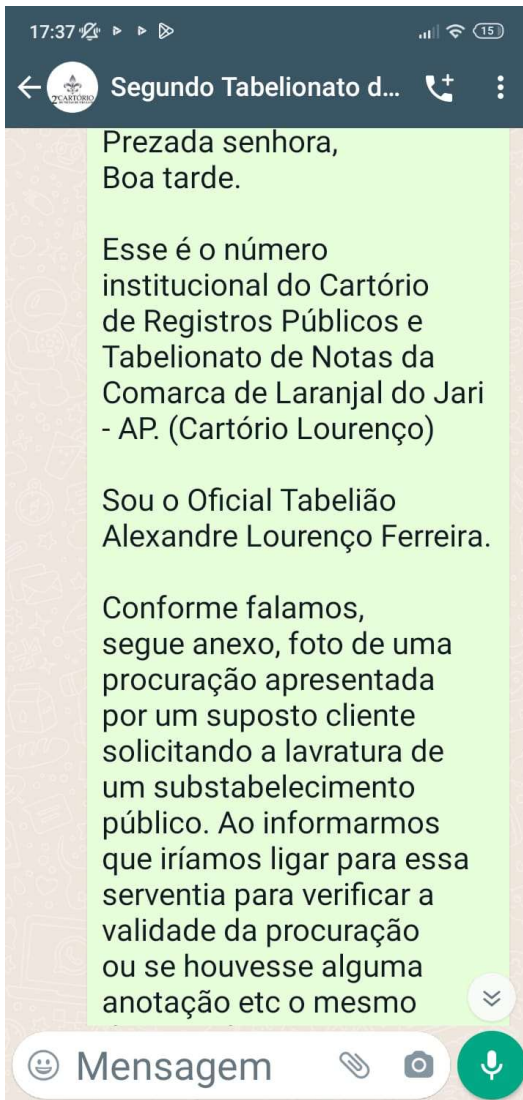 17:37
15
Segundo Tabelionato d...
2ºCARTÓRIO
Prezada senhora,
Boa tarde.
Esse é o número
institucional do Cartório
de Registros Públicos e
Tabelionato de Notas da
Comarca de Laranjal do Jari
- AP. (Cartório Lourenço)
Sou o Oficial Tabelião
Alexandre Lourenço Ferreira.
Conforme falamos,
segue anexo, foto de uma
procuração apresentada
por um suposto cliente
solicitando a lavratura de
um substabelecimento
público. Ao informarmos
que iríamos ligar para essa
serventia para verificar a
validade da procuração
ou se houvesse alguma
anotação etc o mesmo
Mensagem